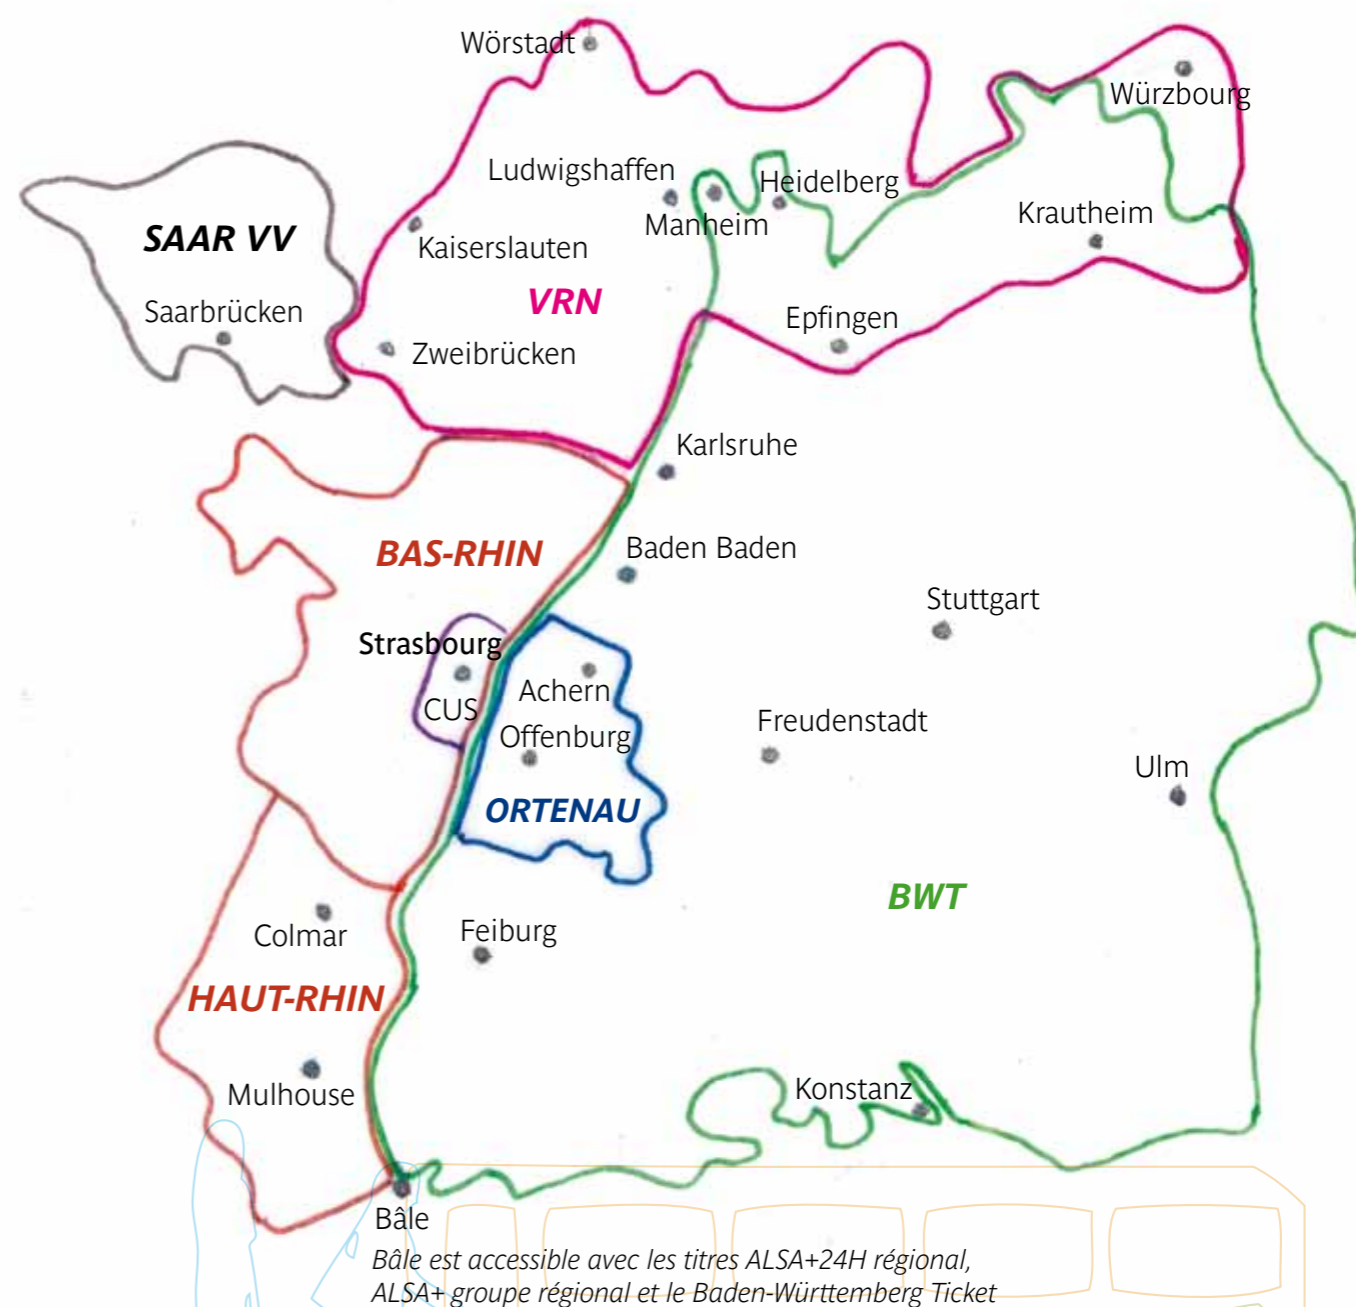 Wörstadt
Würzbourg
Ludwigshaffen
Heidelberg
Manheim
Krautheim
SAAR VV
Kaiserslauten
VRN
Saarbrücken
Epfingen
Zweibrücken
Karlsruhe
BAS-RHIN
Baden Baden
Stuttgart
Strasbourg
Achern
CUS
Freudenstadt
Offenburg
Ulm
ORTENAU
BWT
Feiburg
Colmar
HAUT-RHIN
Konstanz
Mulhouse
Bâle
Bâle est accessible avec les titres ALSA+24H régional,
ALSA+ groupe régional et le Baden-Württemberg Ticket